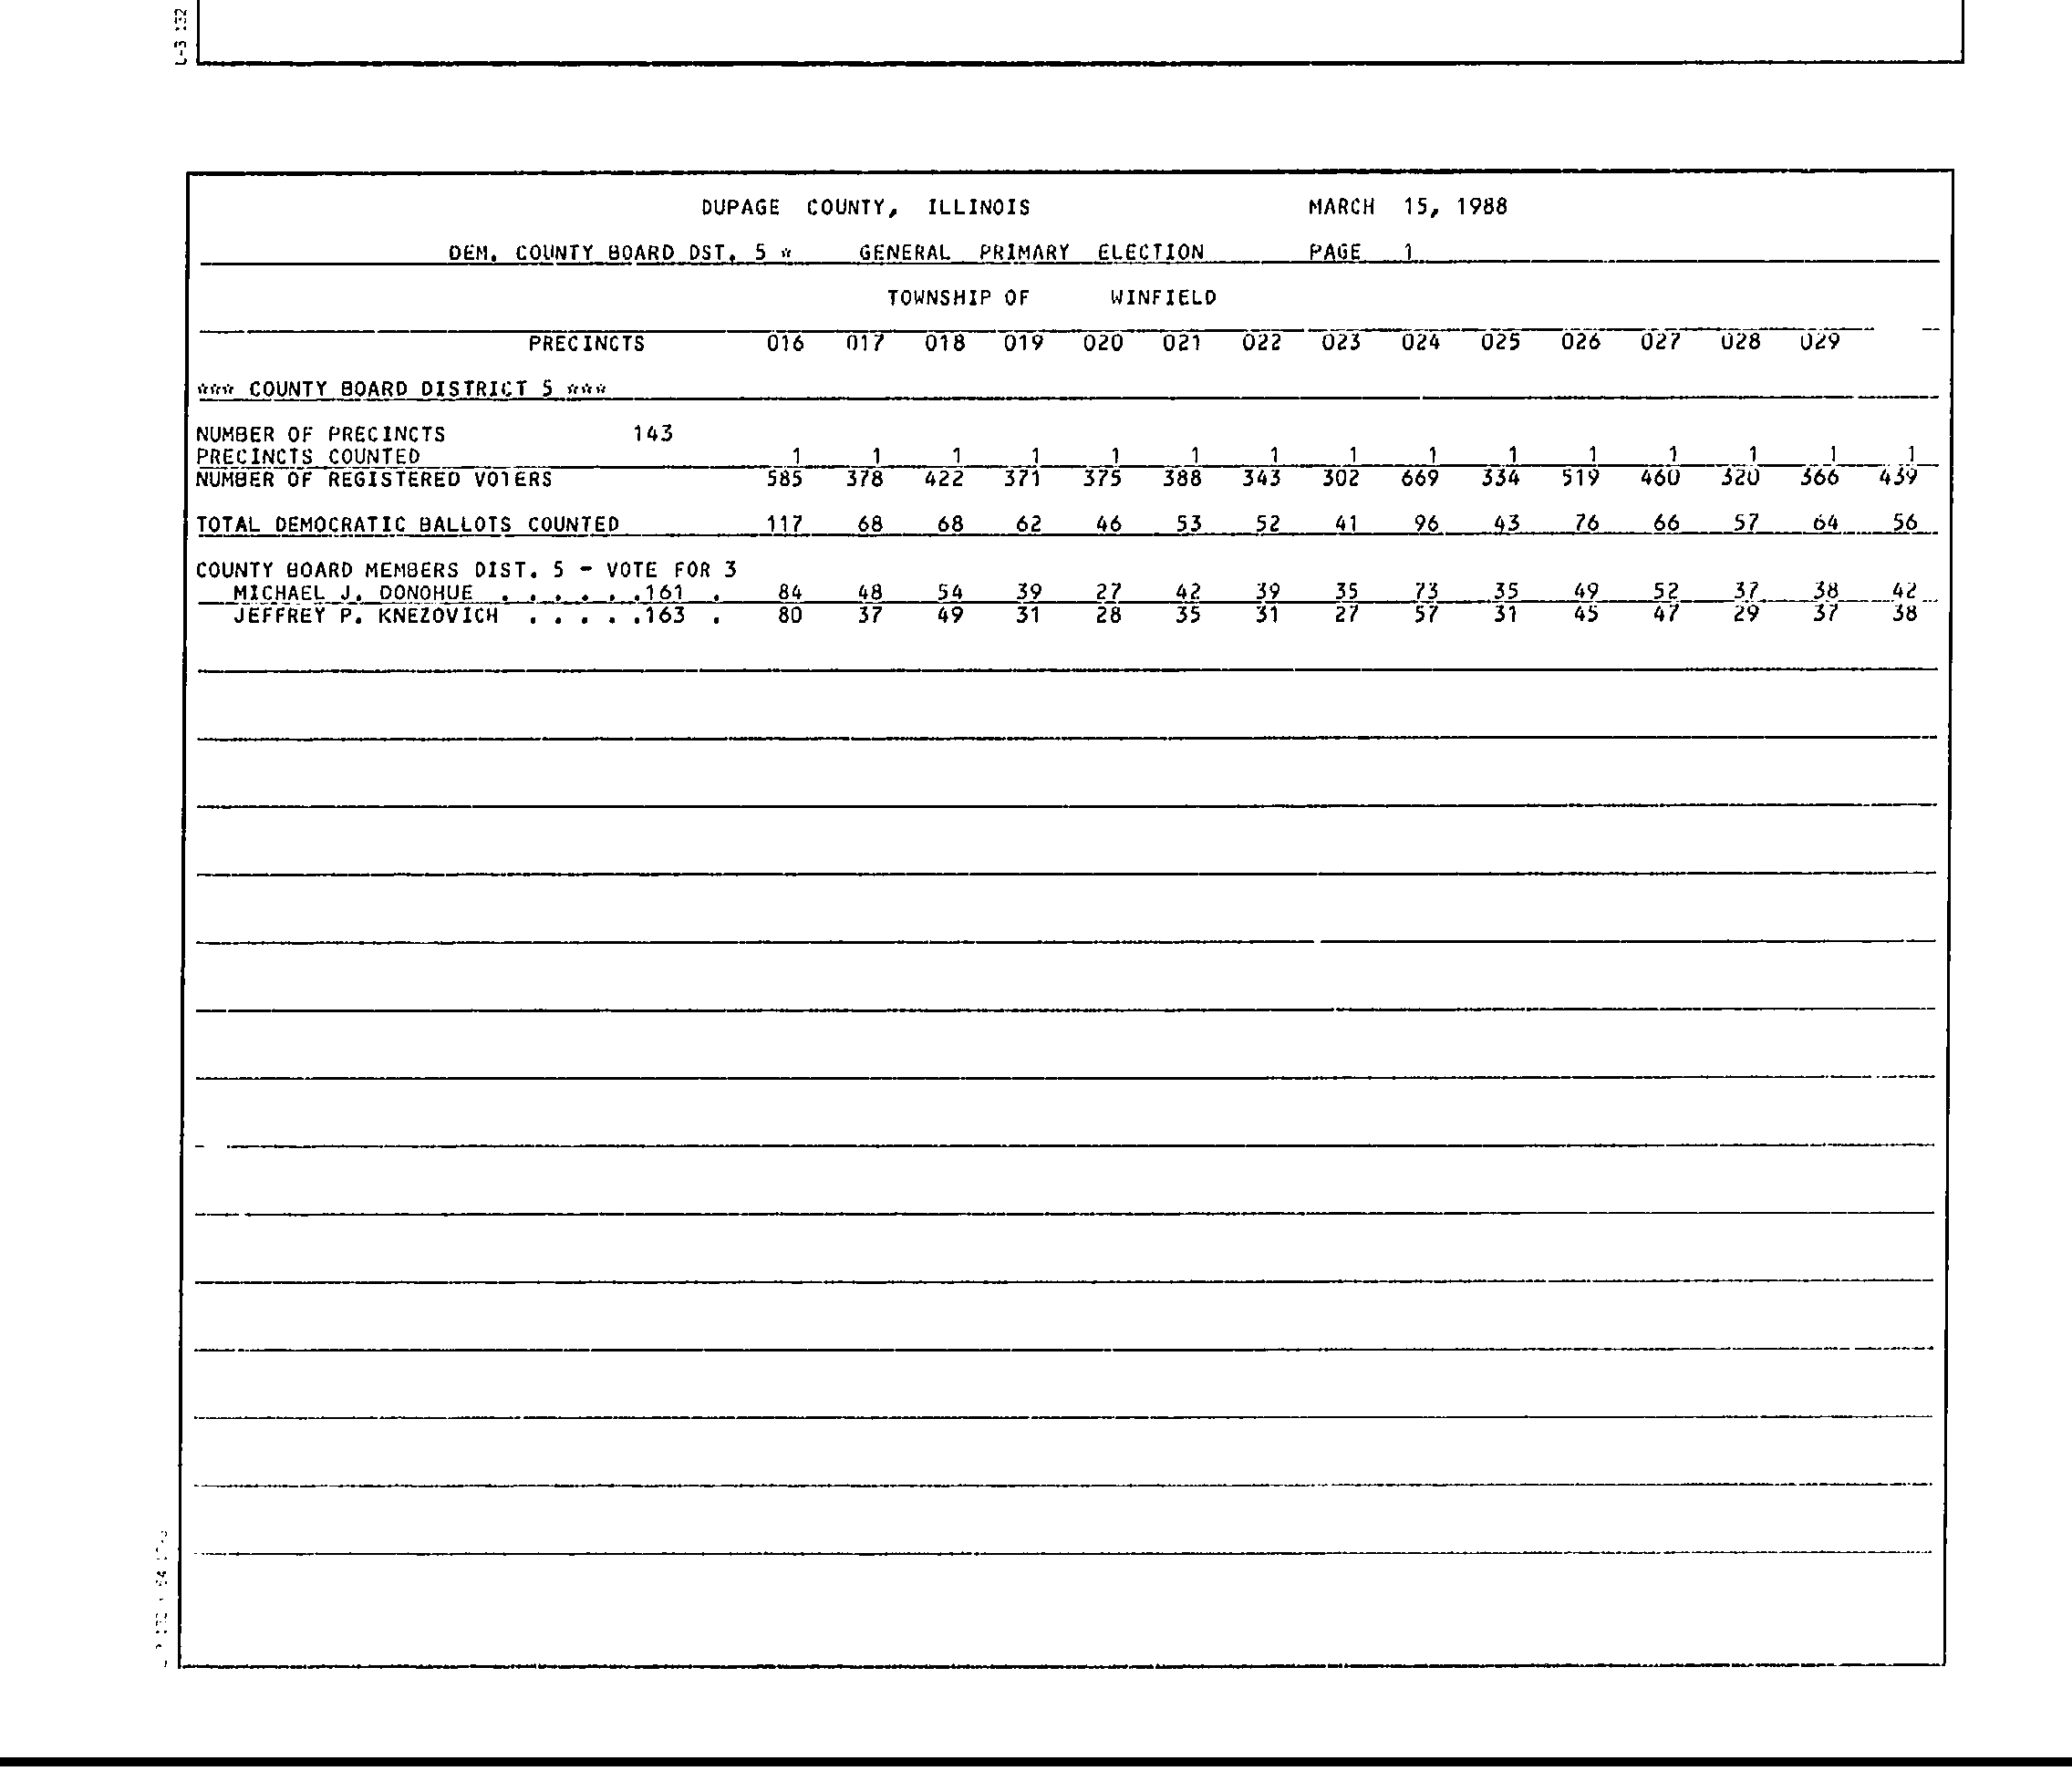 L-3 132
DUPAGE COUNTY, ILLINOIS MARCH 15, 1988
DEM. COUNTY BOARD DST. 5 * GENERAL PRIMARY ELECTION PAGE 1
TOWNSHIP OF WINFIELD
PRECINCTS 016 017 018 019 020 021 022 023 024 025 026 027 028 029
*** COUNTY BOARD DISTRICT 5 ***
NUMBER OF PRECINCTS 143
PRECINCTS COUNTED 1 1 1 1 1 1 1 1 1 1 1 1 1 1 1
NUMBER OF REGISTERED VOTERS 585 378 422 371 375 388 343 302 669 334 519 460 320 366 439
TOTAL DEMOCRATIC BALLOTS COUNTED 117 68 68 62 46 53 52 41 96 43 76 66 57 64 56
COUNTY BOARD MEMBERS DIST. 5 - VOTE FOR 3
MICHAEL J. DONOHUE . . . . . .161 . 84 48 54 39 27 42 39 35 73 35 49 52 37 38 42
JEFFREY P. KNEZOVICH . . . . .163 . 80 37 49 31 28 35 31 27 57 31 45 47 29 37 38